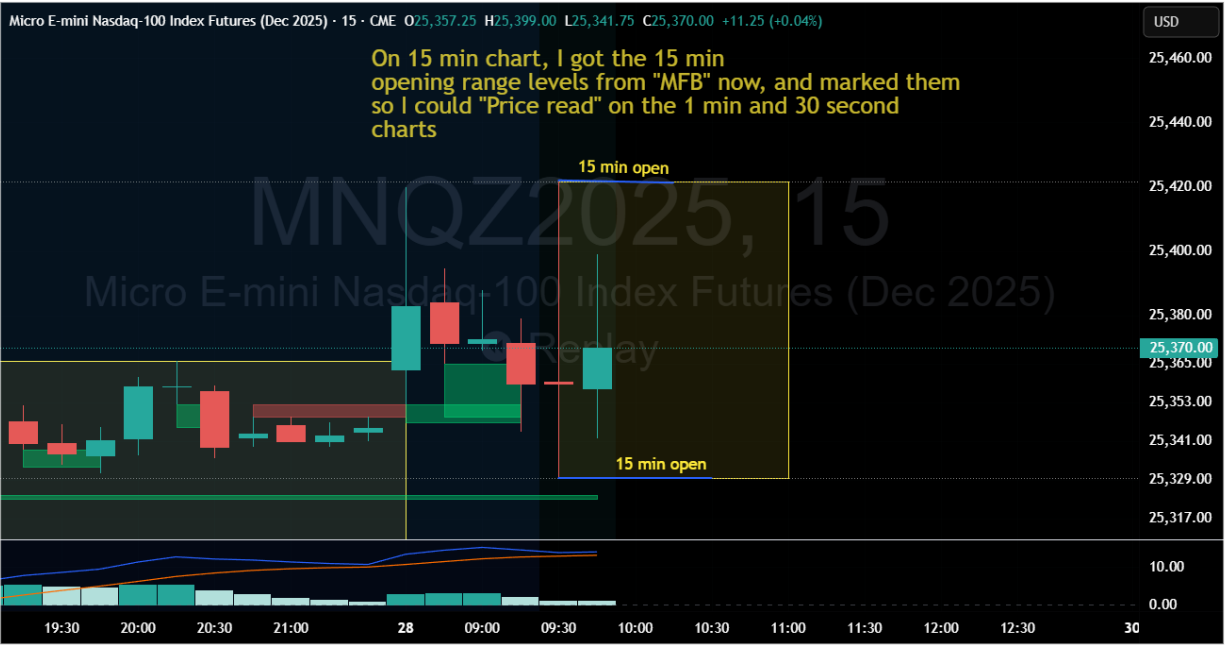 Micro E-mini Nasdaq-100 Index Futures (Dec 2025) · 15 · CME O25,357.25 H25,399.00 L25,341.75 C25,370.00 +11.25 (+0.04%)
USD
On 15 min chart, I got the 15 min
opening range levels from "MFB" now, and marked them
so I could "Price read" on the 1 min and 30 second
charts
25,460.00
25,440.00
15 min open
25,420.00
MNQZ2025, 15
25,400.00
Micro E-mini Nasdaq-100 Index Futures (Dec 2025)
25,380.00
Replay
25,370.00
25,365.00
25,353.00
25,341.00
15 min open
25,329.00
25,317.00
10.00
0.00
19:30 20:00 20:30 21:00 28 09:00 09:30 10:00 10:30 11:00 11:30 12:00 12:30 30